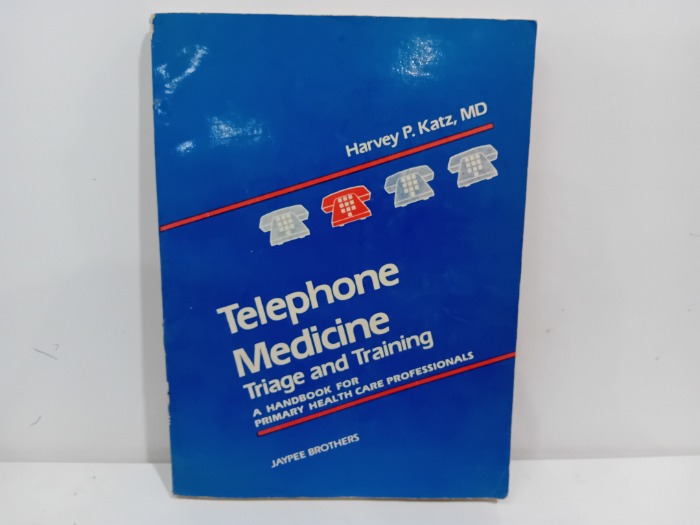 Harvey P. Katz, MD
Telephone
Medicine
Triage and Training
A HANDBOOK FOR
PRIMARY HEALTH CARE PROFESSIONALS
JAYPEE BROTHERS